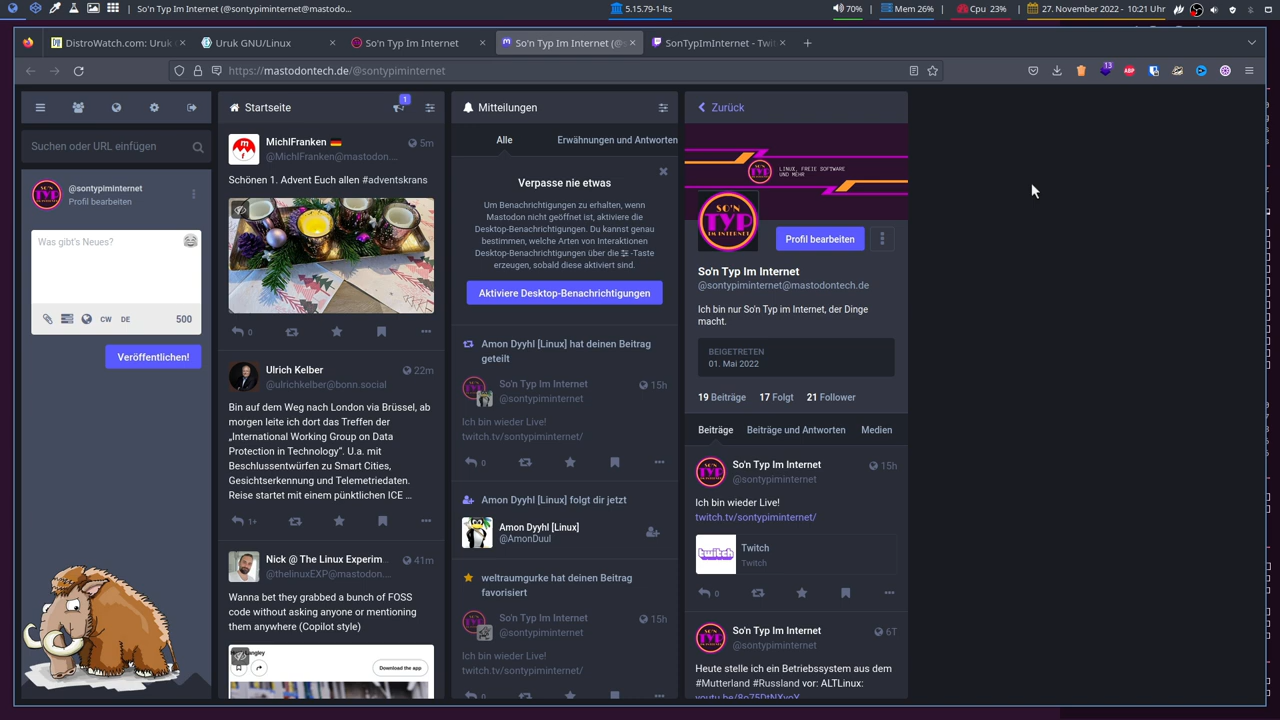 So'n Typ Im Internet (@sontypiminternet@mastodo...
5.15.79-1-lts
70%
Mem 26%
Cpu 23%
27. November 2022 - 10:21 Uhr
DistroWatch.com: Uruk
Uruk GNU/Linux
So'n Typ Im Internet
So'n Typ Im Internet (@s
SonTypImInternet - Twit
https://mastodontech.de/@sontypiminternet
13
ABP
Suchen oder URL einfügen
@sontypiminternet
Profil bearbeiten
Was gibt's Neues?
CW
DE
500
Veröffentlichen!
Startseite
1
MichlFranken
5m
@MichlFranken@mastodon....
Schönen 1. Advent Euch allen #adventskrans
0
Ulrich Kelber
22m
@ulrichkelber@bonn.social
Bin auf dem Weg nach London via Brüssel, ab
morgen leite ich dort das Treffen der
„International Working Group on Data
Protection in Technology“. U.a. mit
Beschlussentwürfen zu Smart Cities,
Gesichtserkennung und Telemetriedaten.
Reise startet mit einem pünktlichen ICE ...
1+
Nick @ The Linux Experim
41m
@thelinuxEXP@mastodon....
Wanna bet they grabbed a bunch of FOSS
code without asking anyone or mentioning
them anywhere (Copilot style)
Download the app
Mitteilungen
Alle
Erwähnungen und Antworten
Verpasse nie etwas
Um Benachrichtigungen zu erhalten, wenn
Mastodon nicht geöffnet ist, aktiviere die
Desktop-Benachrichtigungen. Du kannst genau
bestimmen, welche Arten von Interaktionen
Desktop-Benachrichtigungen über die -Taste
erzeugen, sobald diese aktiviert sind.
Aktiviere Desktop-Benachrichtigungen
Amon Dyyhl [Linux] hat deinen Beitrag
geteilt
So'n Typ Im Internet
15h
@sontypiminternet
Ich bin wieder Live!
twitch.tv/sontypiminternet/
0
Amon Dyyhl [Linux] folgt dir jetzt
Amon Dyyhl [Linux]
@AmonDuul
weltraumgurke hat deinen Beitrag
favorisiert
So'n Typ Im Internet
15h
@sontypiminternet
Ich bin wieder Live!
twitch.tv/sontypiminternet/
0
Zurück
LINUX, FREIE SOFTWARE
UND MEHR
SO'N
TYP
IM INTERNET
Profil bearbeiten
So'n Typ Im Internet
@sontypiminternet@mastodontech.de
Ich bin nur So'n Typ im Internet, der Dinge
macht.
BEIGETRETEN
01. Mai 2022
19 Beiträge
17 Folgt
21 Follower
Beiträge
Beiträge und Antworten
Medien
So'n Typ Im Internet
15h
@sontypiminternet
Ich bin wieder Live!
twitch.tv/sontypiminternet/
twitch
Twitch
Twitch
0
So'n Typ Im Internet
6T
@sontypiminternet
Heute stelle ich ein Betriebssystem aus dem
#Mutterland #Russland vor: ALTLinux: